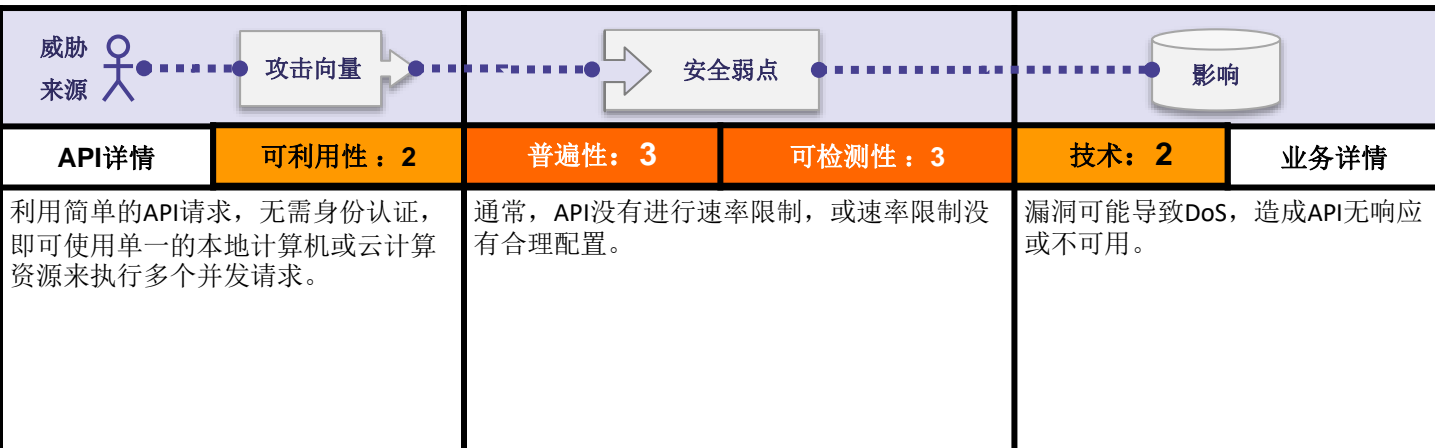 威胁
来源
攻击向量
安全弱点
影响
API详情
可利用性 ：2
普遍性：3
可检测性 ：3
技术：2
业务详情
利用简单的API请求，无需身份认证，
即可使用单一的本地计算机或云计算
资源来执行多个并发请求。
通常，API没有进行速率限制，或速率限制没
有合理配置。
漏洞可能导致DoS，造成API无响应
或不可用。